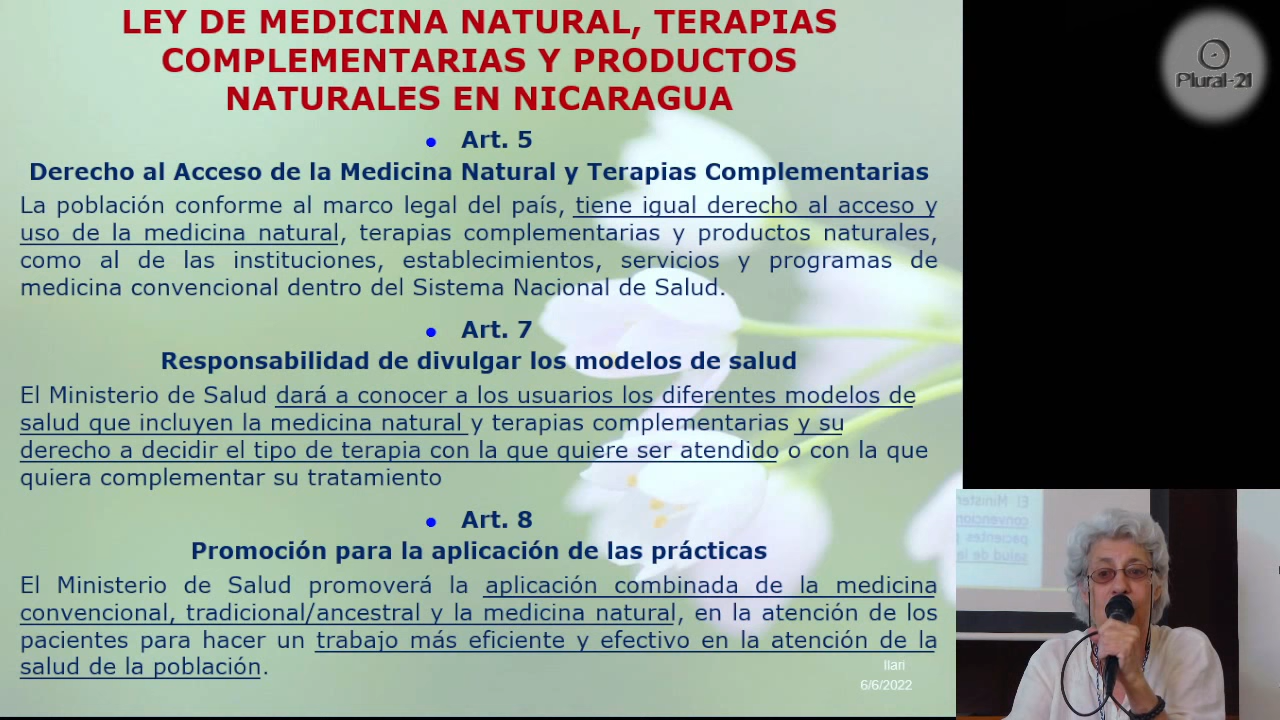 LEY DE MEDICINA NATURAL, TERAPIAS
COMPLEMENTARIAS Y PRODUCTOS
NATURALES EN NICARAGUA
Plural-21
• Art. 5
Derecho al Acceso de la Medicina Natural y Terapias Complementarias
La población conforme al marco legal del país, tiene igual derecho al acceso y
uso de la medicina natural, terapias complementarias y productos naturales,
como al de las instituciones, establecimientos, servicios y programas de
medicina convencional dentro del Sistema Nacional de Salud.
• Art. 7
Responsabilidad de divulgar los modelos de salud
El Ministerio de Salud dará a conocer a los usuarios los diferentes modelos de
salud que incluyen la medicina natural y terapias complementarias y su
derecho a decidir el tipo de terapia con la que quiere ser atendido o con la que
quiera complementar su tratamiento
• Art. 8
Promoción para la aplicación de las prácticas
El Ministerio de Salud promoverá la aplicación combinada de la medicina
convencional, tradicional/ancestral y la medicina natural, en la atención de los
pacientes para hacer un trabajo más eficiente y efectivo en la atención de la
salud de la población.
Ilari
6/6/2022